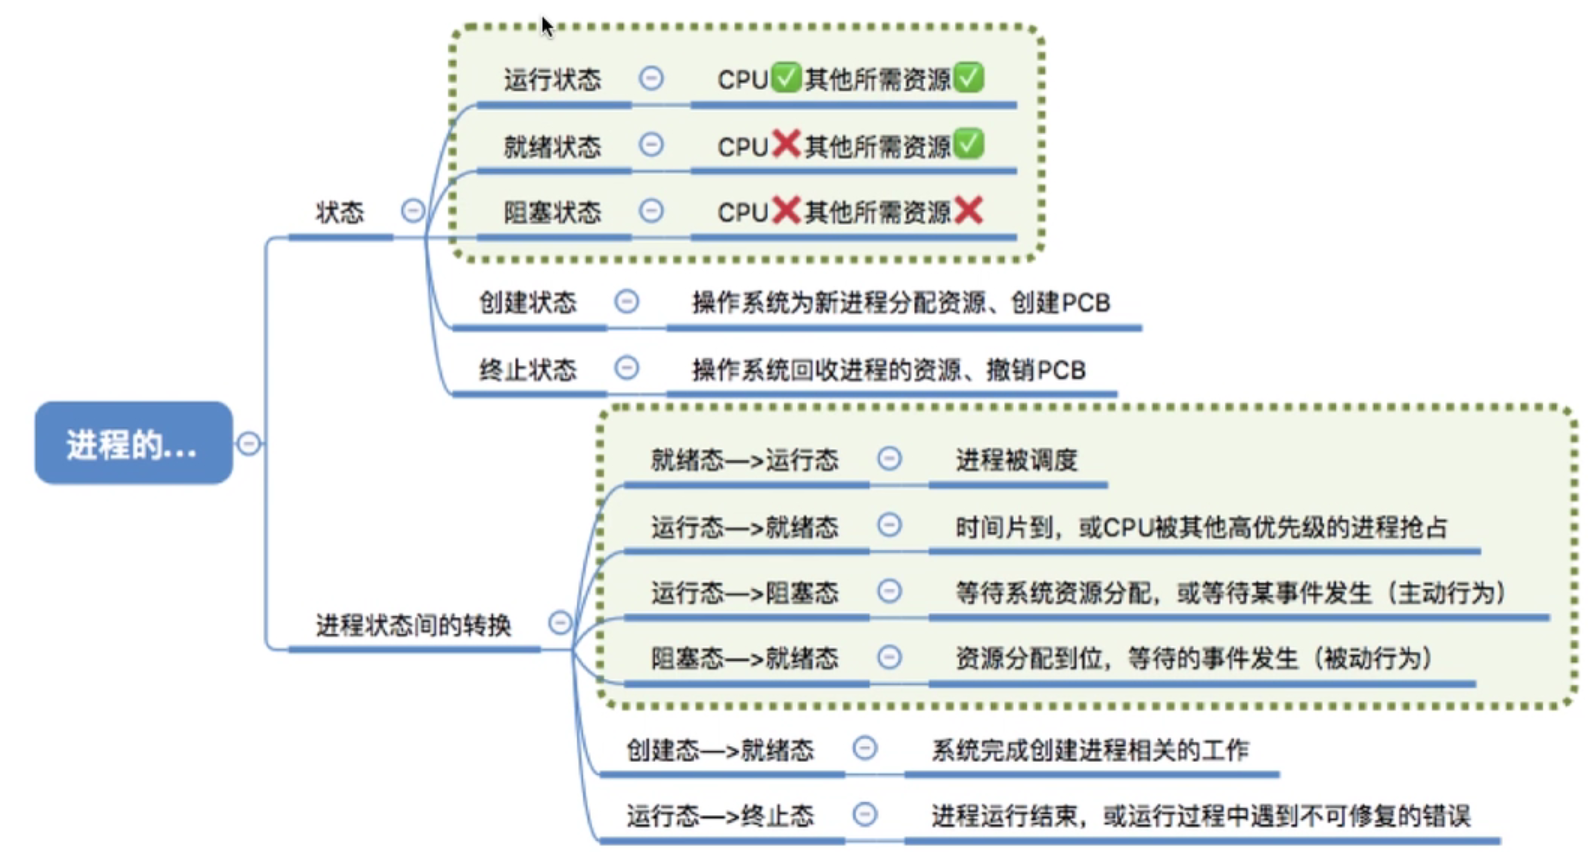 进程的...
状态
运行状态 CPU✅其他所需资源✅
就绪状态 CPU❌其他所需资源✅
阻塞状态 CPU❌其他所需资源❌
创建状态 操作系统为新进程分配资源、创建PCB
终止状态 操作系统回收进程的资源、撤销PCB
进程状态间的转换
就绪态—>运行态 进程被调度
运行态—>就绪态 时间片到，或CPU被其他高优先级的进程抢占
运行态—>阻塞态 等待系统资源分配，或等待某事件发生（主动行为）
阻塞态—>就绪态 资源分配到位，等待的事件发生（被动行为）
创建态—>就绪态 系统完成创建进程相关的工作
运行态—>终止态 进程运行结束，或运行过程中遇到不可修复的错误